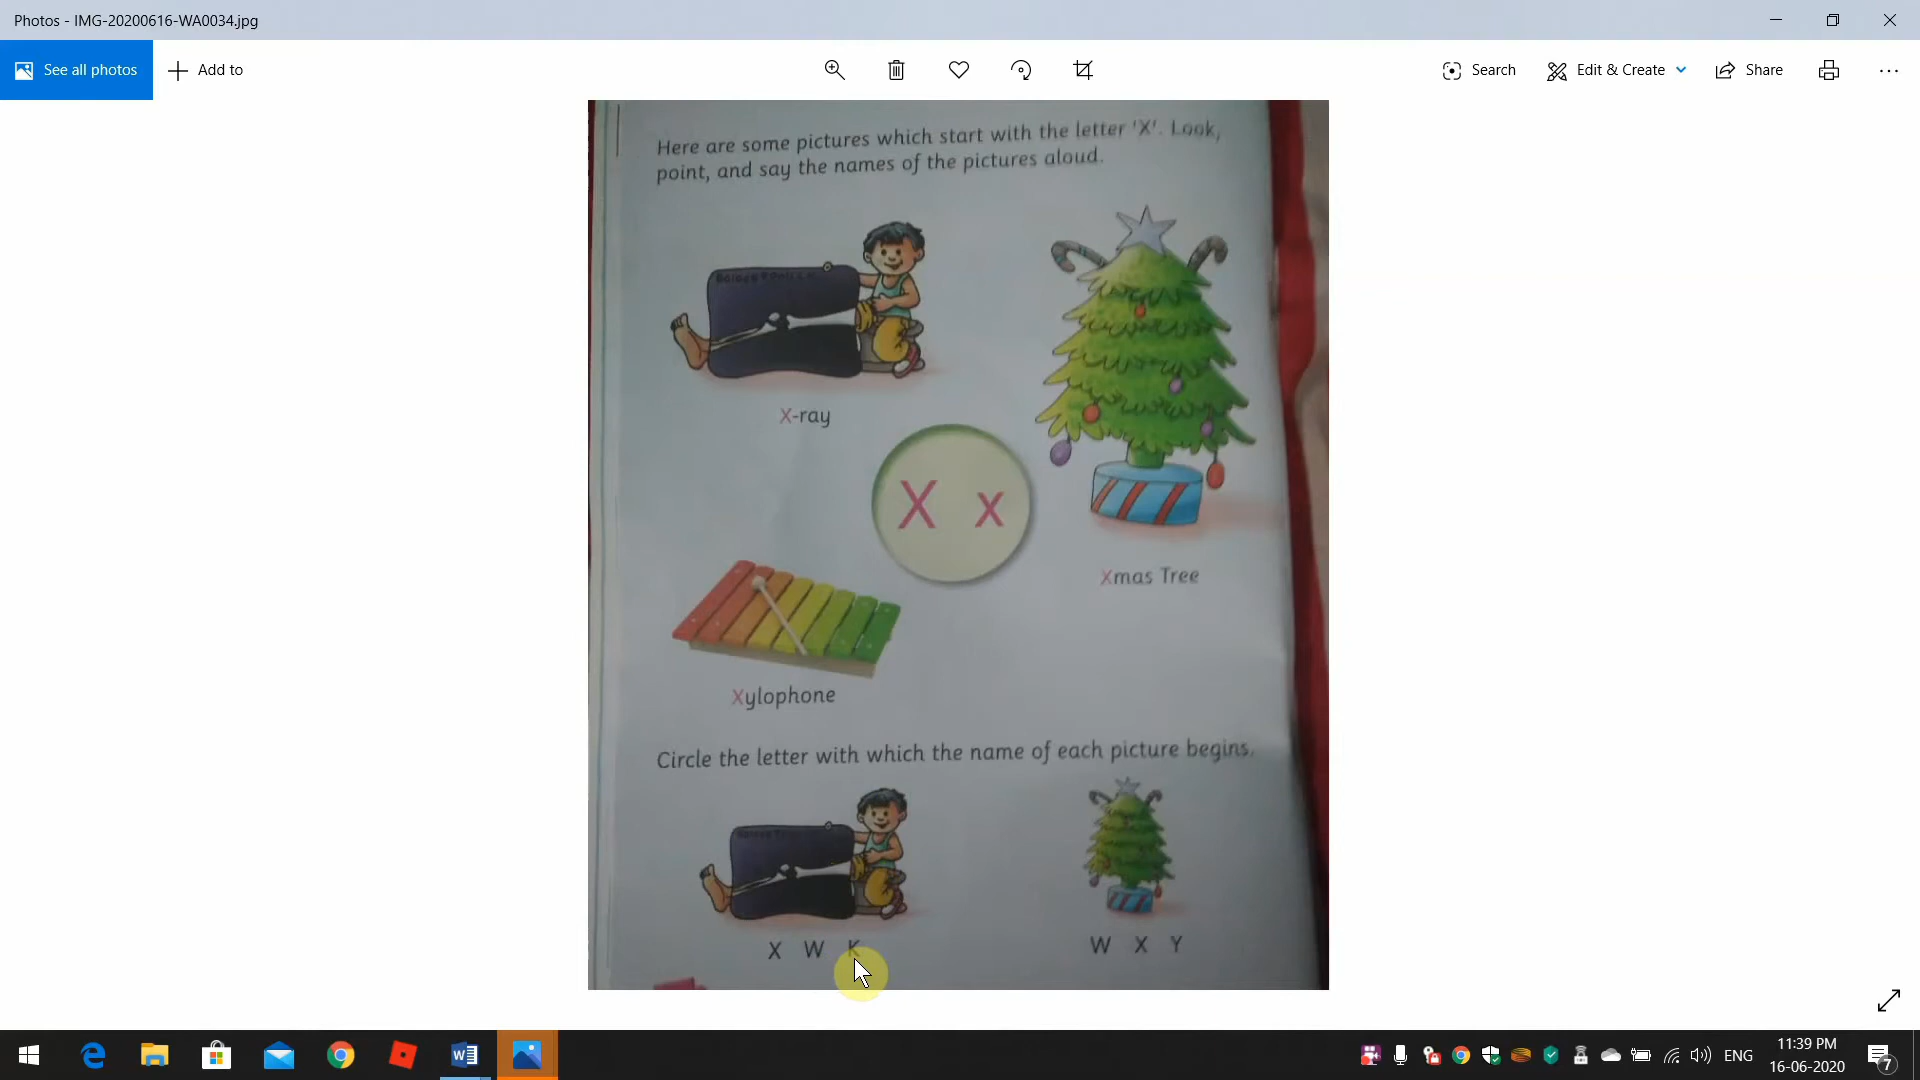 Photos - IMG-20200616-WA0034.jpg
See all photos
Add to
Search
Edit & Create
Share
Here are some pictures which start with the letter 'X'. Look,
point, and say the names of the pictures aloud.
X-ray
X x
Xmas Tree
Xylophone
Circle the letter with which the name of each picture begins.
X W K
W X Y
ENG
11:39 PM
16-06-2020
7